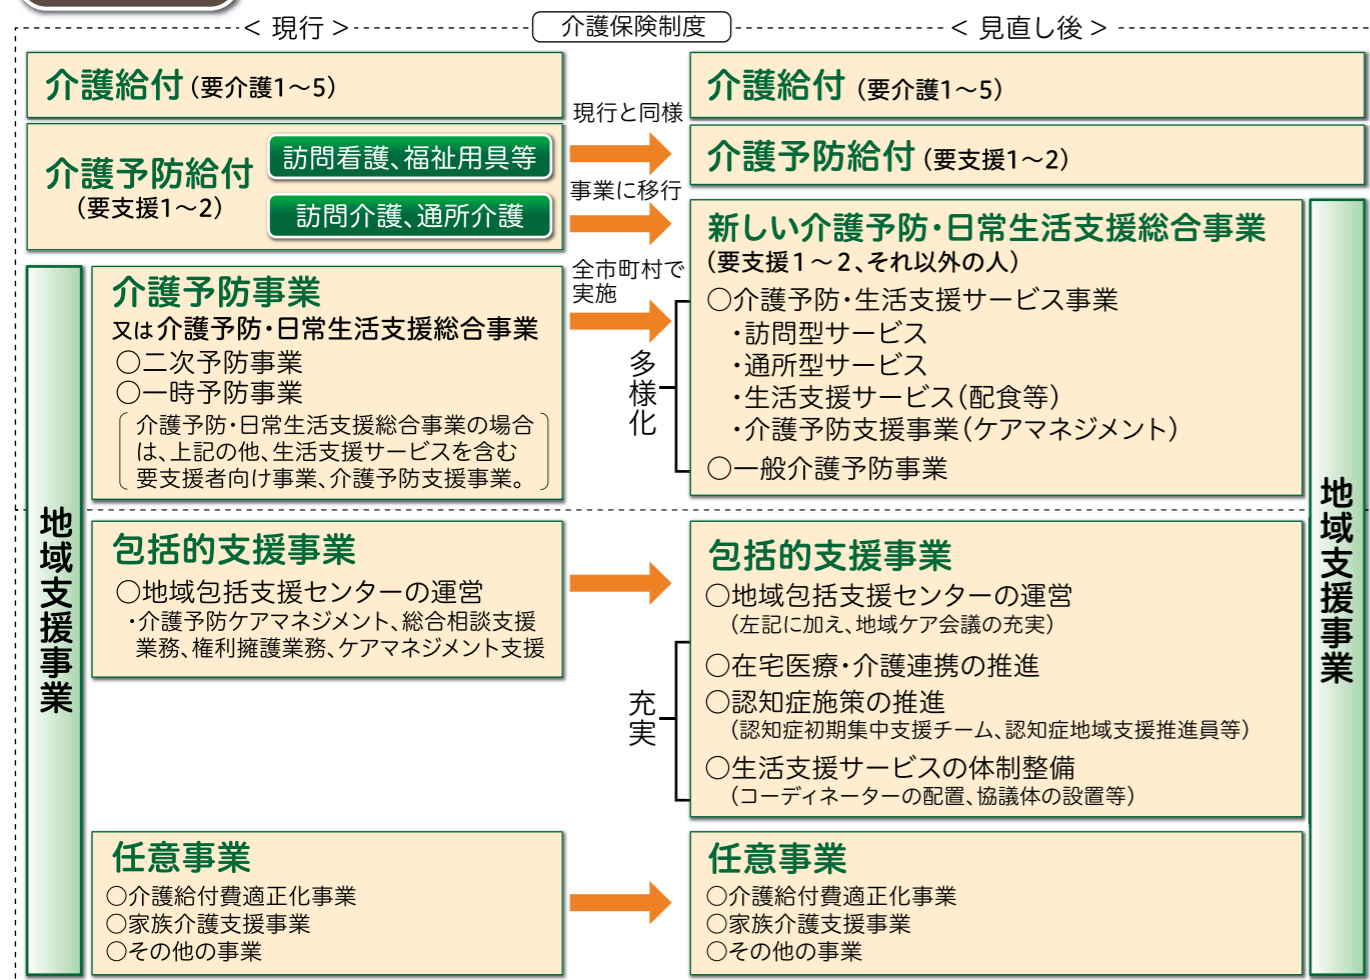 < 現行 >
介護保険制度
< 見直し後 >
介護給付(要介護1～5)
介護予防給付
(要支援1～2)
訪問看護、福祉用具等
訪問介護、通所介護
地域支援事業
介護予防事業
又は介護予防・日常生活支援総合事業
○二次予防事業
○一時予防事業
介護予防・日常生活支援総合事業の場合
は、上記の他、生活支援サービスを含む
要支援者向け事業、介護予防支援事業。
包括的支援事業
○地域包括支援センターの運営
・介護予防ケアマネジメント、総合相談支援
業務、権利擁護業務、ケアマネジメント支援
任意事業
○介護給付費適正化事業
○家族介護支援事業
○その他の事業
現行と同様
事業に移行
全市町村で
実施
多様化
充実
介護給付(要介護1～5)
介護予防給付(要支援1～2)
新しい介護予防・日常生活支援総合事業
(要支援1～2、それ以外の人)
○介護予防・生活支援サービス事業
・訪問型サービス
・通所型サービス
・生活支援サービス(配食等)
・介護予防支援事業(ケアマネジメント)
○一般介護予防事業
包括的支援事業
○地域包括支援センターの運営
(左記に加え、地域ケア会議の充実)
○在宅医療・介護連携の推進
○認知症施策の推進
(認知症初期集中支援チーム、認知症地域支援推進員等)
○生活支援サービスの体制整備
(コーディネーターの配置、協議体の設置等)
任意事業
○介護給付費適正化事業
○家族介護支援事業
○その他の事業
地域支援事業